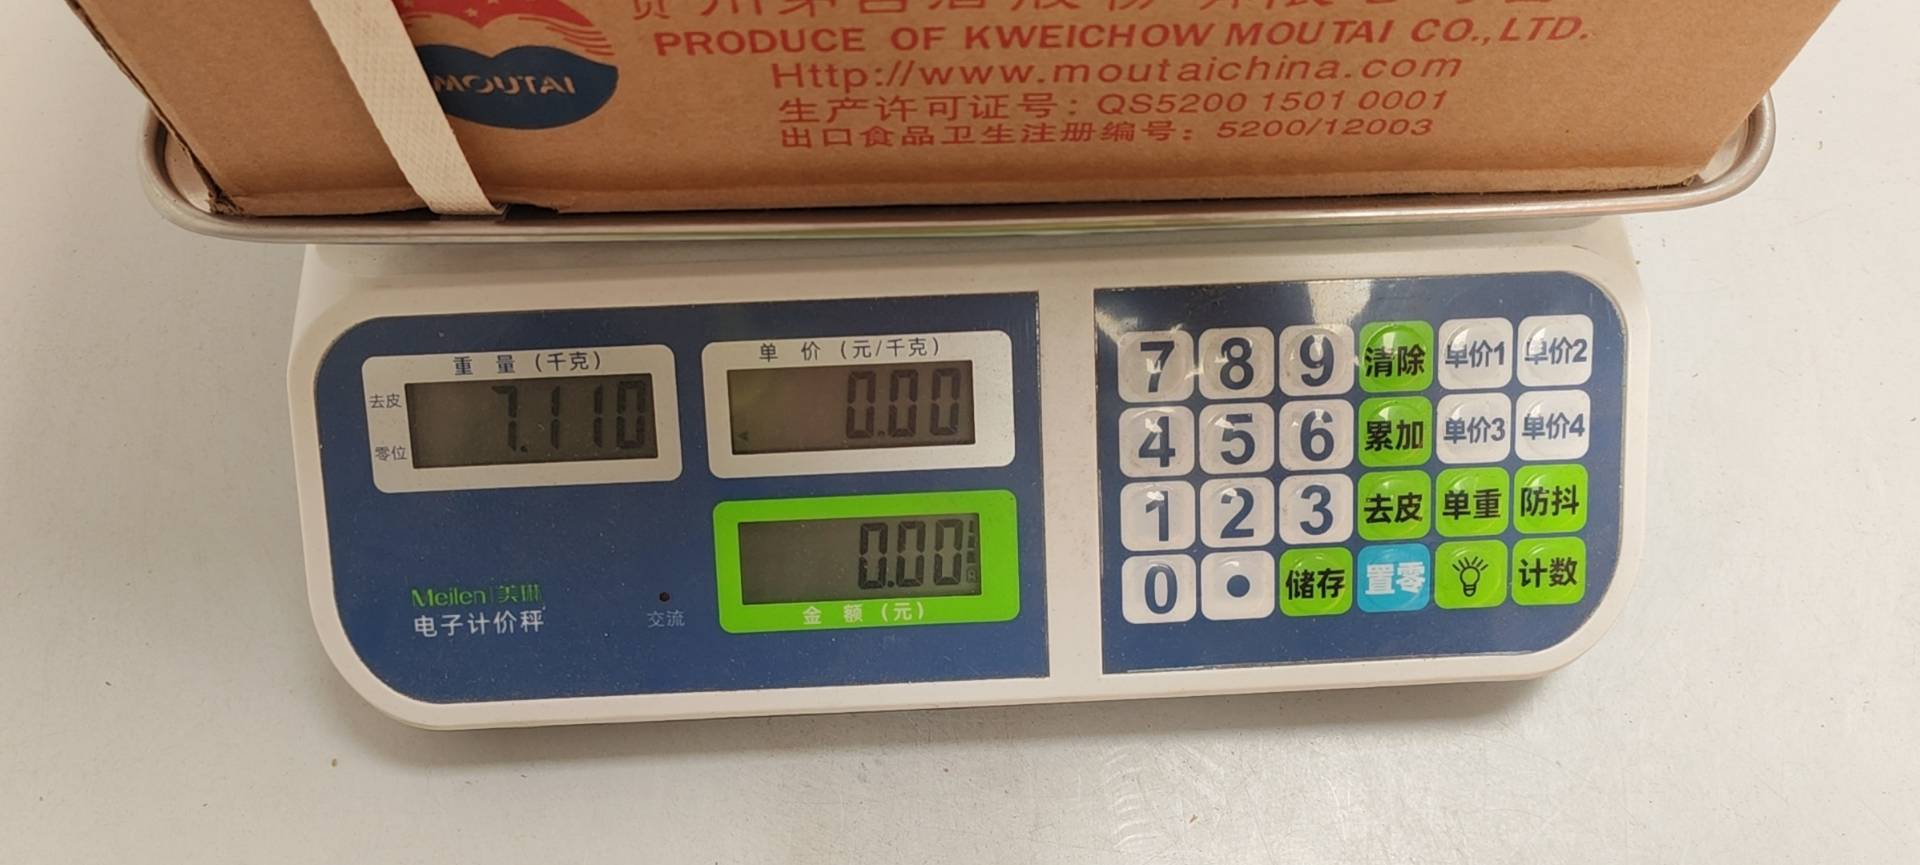 MOUTAI
PRODUCE OF KWEICHOW MOUTAI CO., LTD.
Http://www.moutaichina.com
生产许可证号：QS5200 1501 0001
出口食品卫生注册编号：5200/12003
重量（千克）
去皮
零位
7.110
单价（元/千克）
0.00
0.00
金额（元）
Meilen 美琳
电子计价秤
交流
7 8 9 清除 单价1 单价2
4 5 6 累加 单价3 单价4
1 2 3 去皮 单重 防抖
0 • 储存 置零 计数